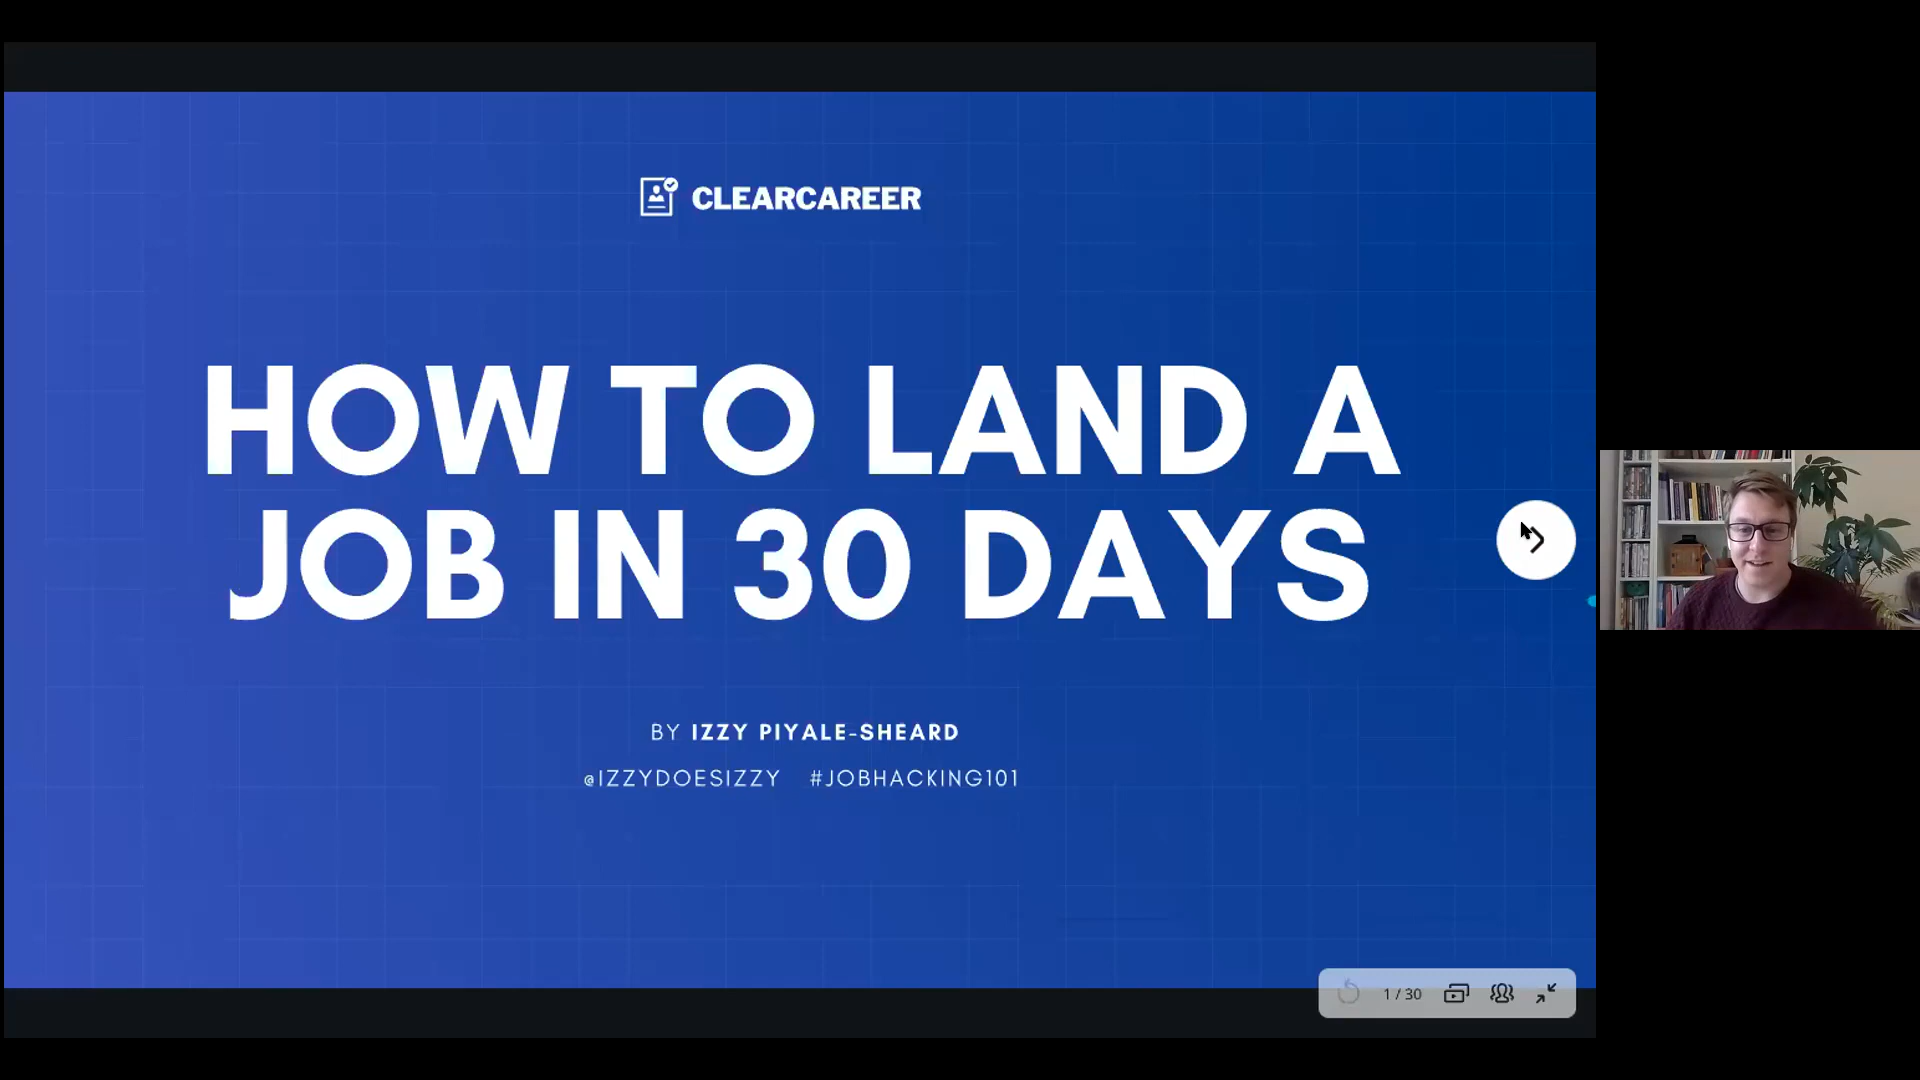 CLEARCAREER
HOW TO LAND A
JOB IN 30 DAYS
BY IZZY PIYALE-SHEARD
@IZZYDOESIZZY #JOBHACKING101
1 / 30